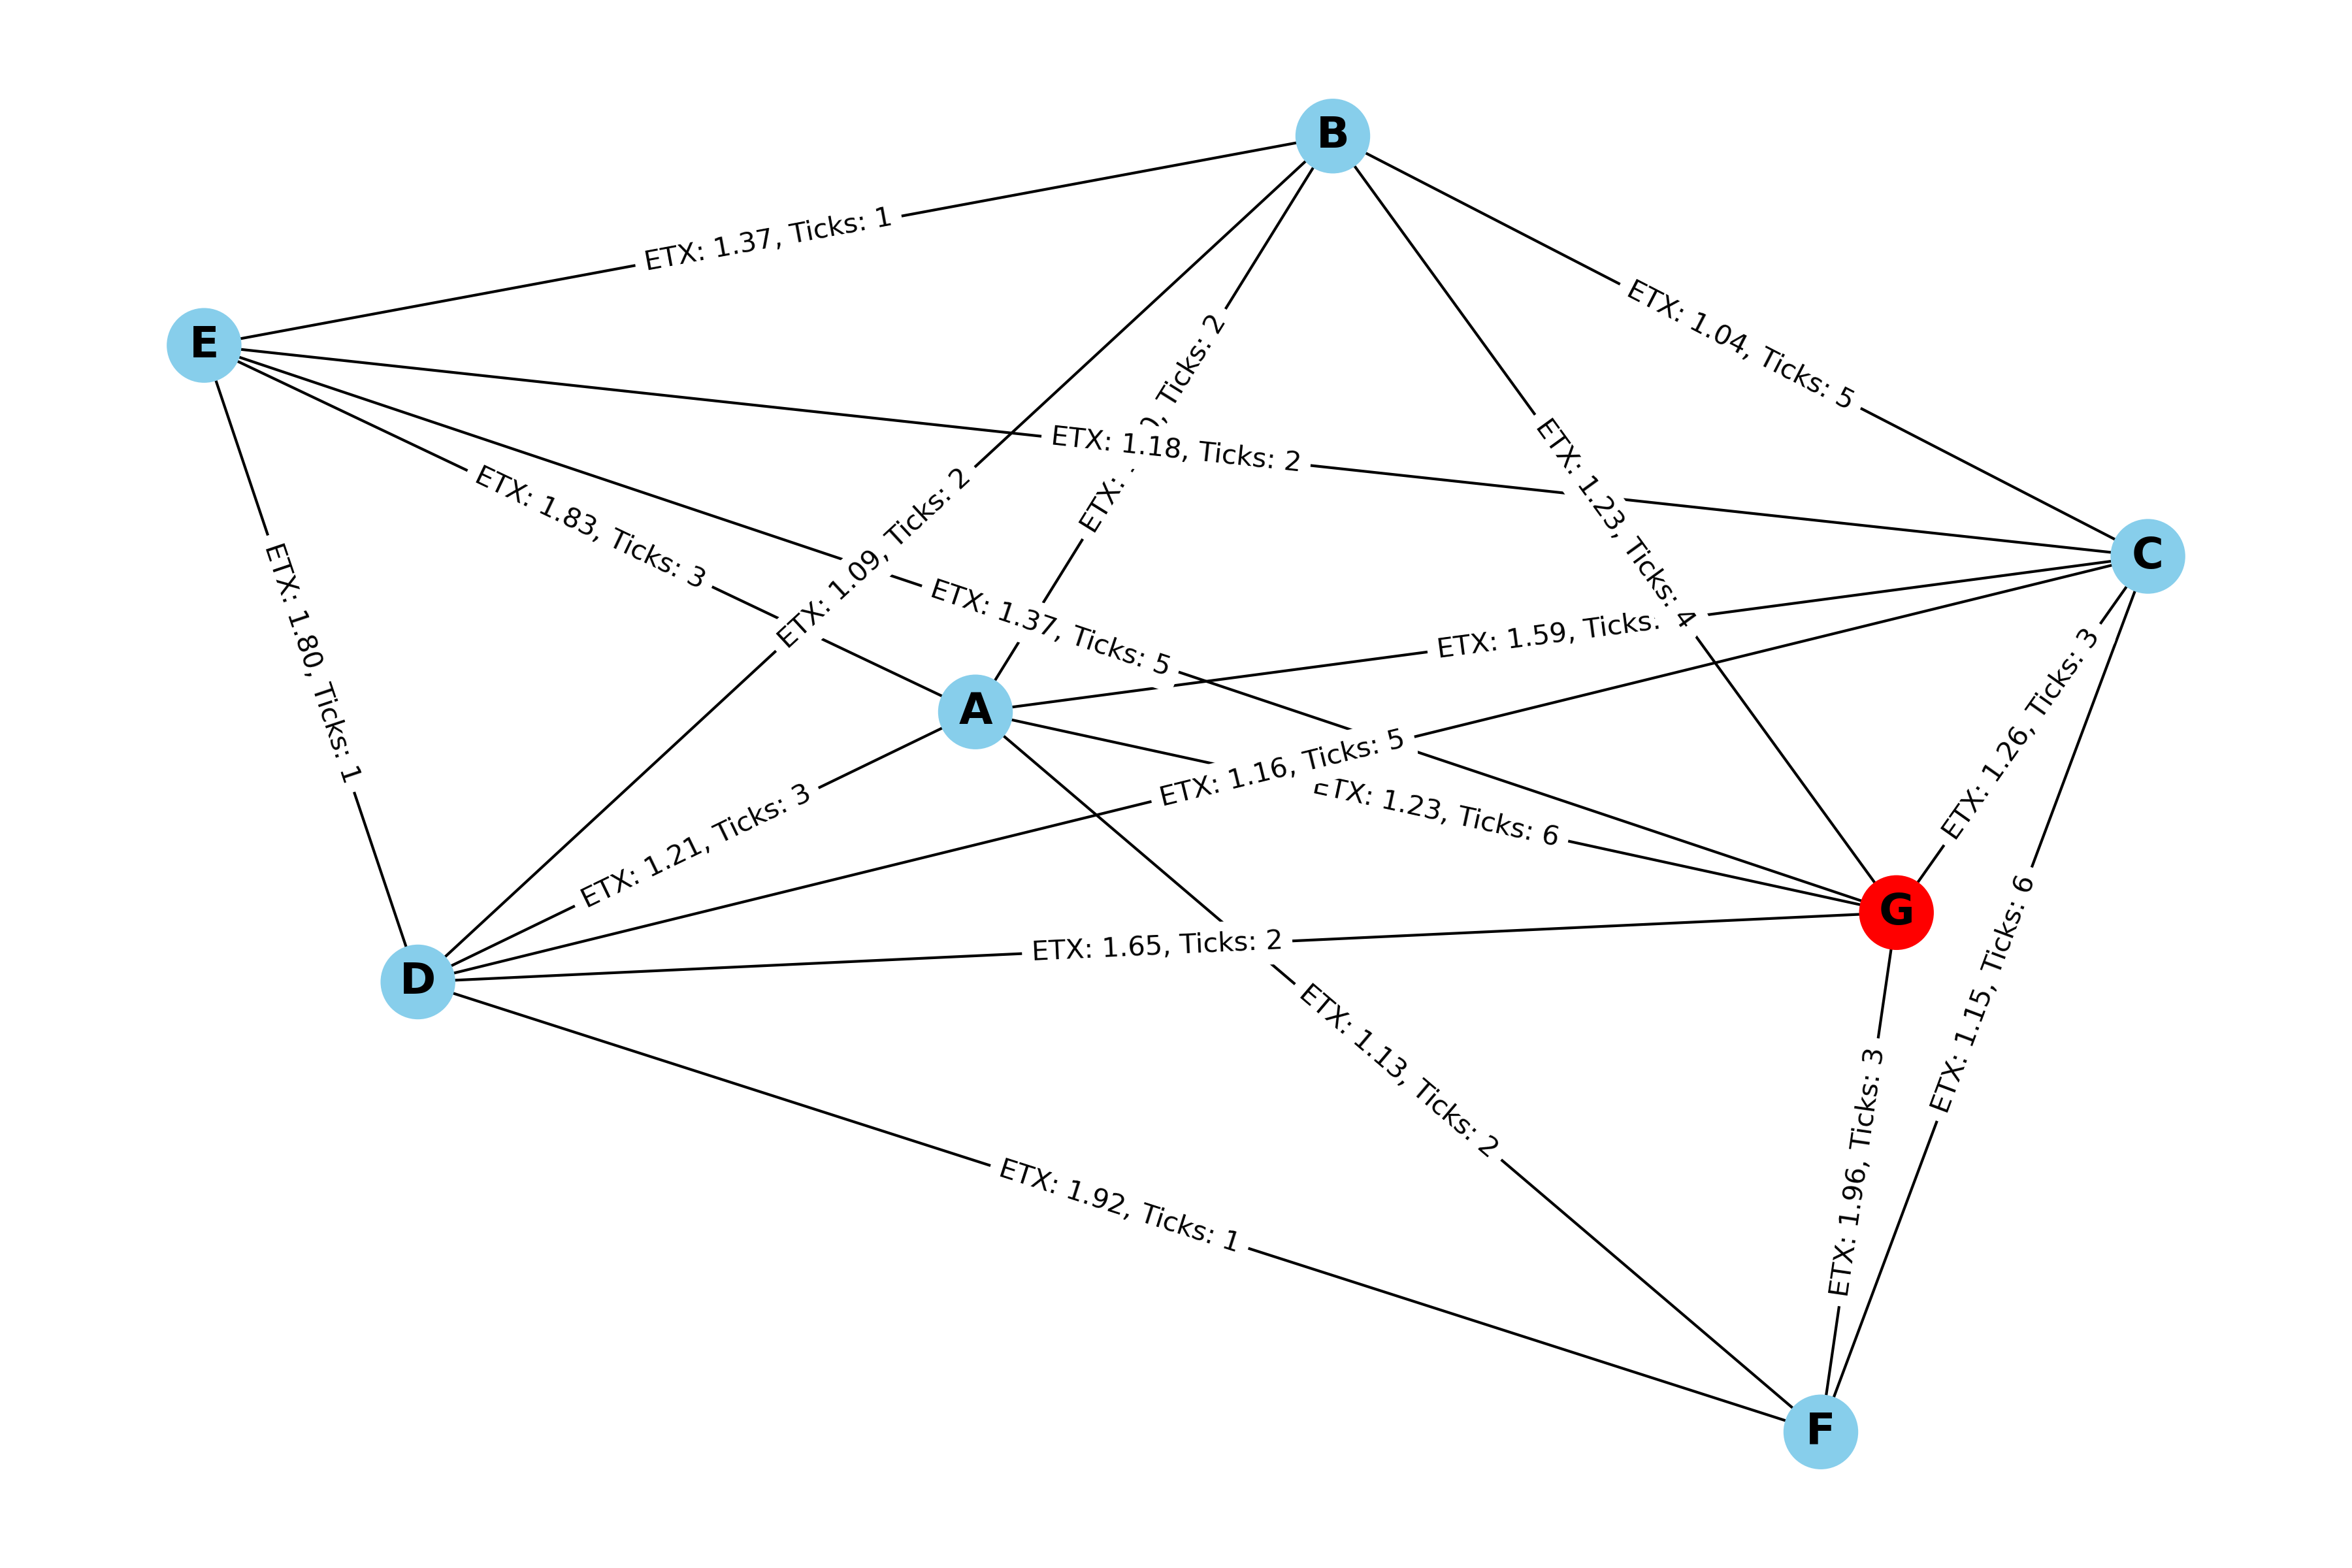 B
ETX: 1.37, Ticks: 1
E
ETX: 1.04, Ticks: 5
Ticks: 2
ETX: 1.18, Ticks: 2
ETX:
ETX: 1.23, Ticks: 4
ETX: 1.09, Ticks: 2
ETX: 1.83, Ticks: 3
C
ETX: 1.37, Ticks: 5
ETX: 1.59, Ticks:
ETX: 1.80, Ticks: 1
A
ETX: 1.26, Ticks: 3
ETX: 1.16, Ticks: 5
ETX: 1.23, Ticks: 6
ETX: 1.21, Ticks: 3
G
ETX: 1.65, Ticks: 2
D
ETX: 1.15, Ticks: 6
ETX: 1.13, Ticks: 2
ETX: 1.96, Ticks: 3
ETX: 1.92, Ticks: 1
F